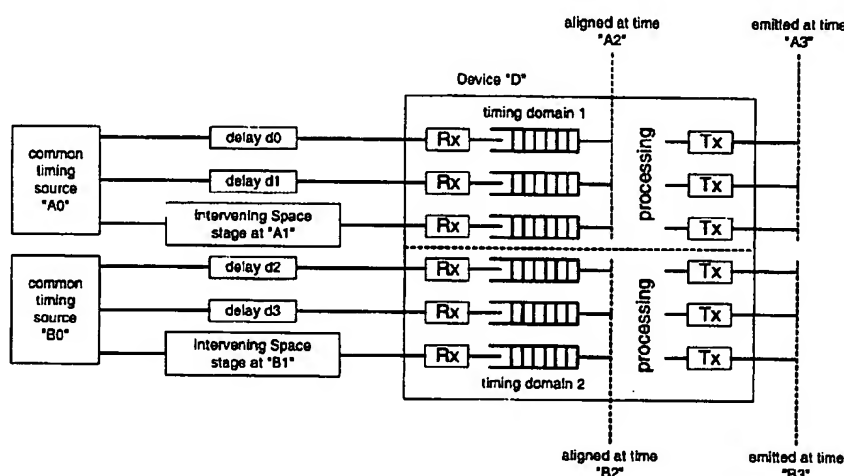 aligned at time
"A2"
emitted at time
"A3"
Device "D"
timing domain 1
common
timing
source
"A0"
delay d0
Rx
Tx
delay d1
Rx
Tx
processing
Intervening Space
stage at "A1"
Rx
Tx
common
timing
source
"B0"
delay d2
Rx
Tx
delay d3
Rx
Tx
processing
Intervening Space
stage at "B1"
Rx
Tx
timing domain 2
aligned at time
"B2"
emitted at time
"B3"